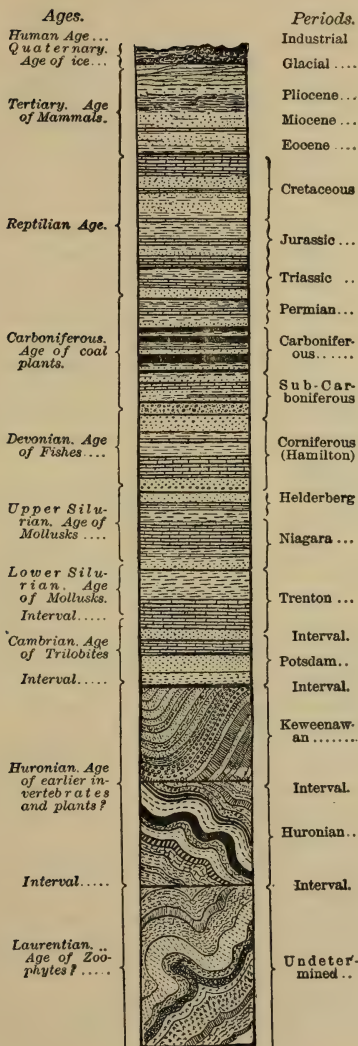 Ages.
Human Age ...
Quaternary.
Age of ice ...
Tertiary. Age
of Mammals.
Reptilian Age.
Carboniferous.
Age of coal
plants.
Devonian. Age
of Fishes ....
Upper Silu-
rian. Age of
Mollusks ....
Lower Silu-
rian. Age
of Mollusks.
Interval .....
Cambrian. Age
of Trilobites
Interval .....
Huronian. Age
of earlier in-
vertebrates
and plants?
Interval .....
Laurentian. ..
Age of Zoo-
phytes? .....
Periods.
Industrial
Glacial ....
Pliocene ...
Miocene ...
Eocene ....
Cretaceous
Jurassic ...
Triassic ..
Permian...
Carbonifer-
ous......
Sub-Car-
boniferous
Corniferous
(Hamilton)
Helderberg
Niagara ...
Trenton ...
Interval.
Potsdam..
Interval.
Keweenaw-
an ........
Interval.
Huronian..
Interval.
Undeter-
mined ..